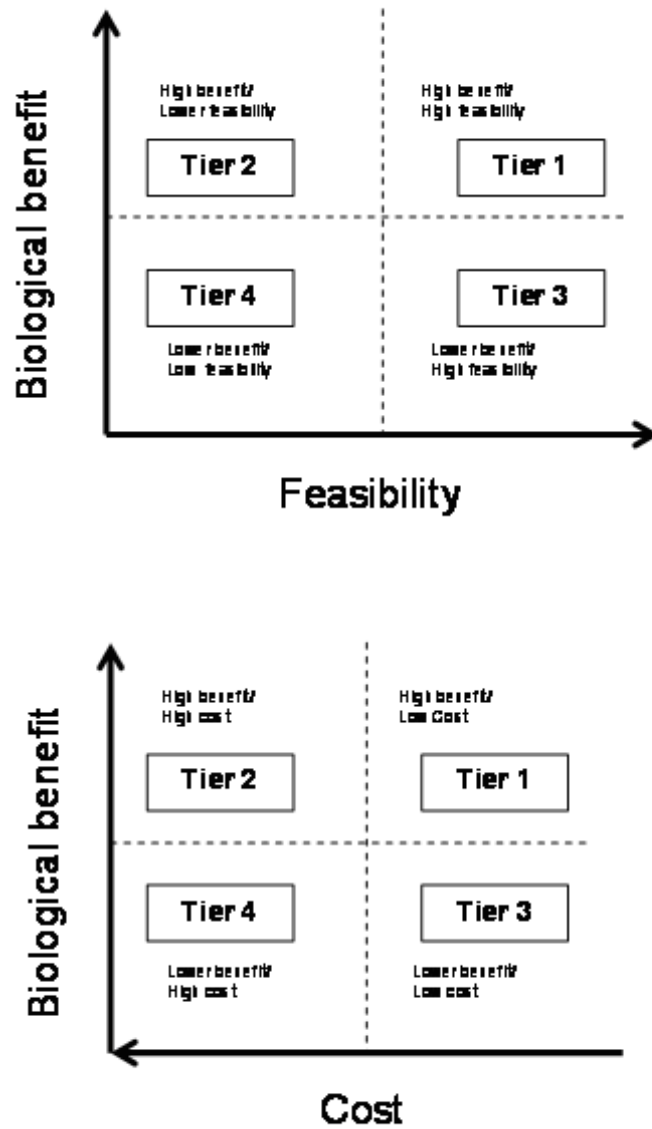 Biological benefit
High benefit/
Lower feasibility
High benefit/
High feasibility
Tier 2
Tier 1
Tier 4
Tier 3
Lower benefit/
Low feasibility
Lower benefit/
High feasibility
Feasibility
Biological benefit
High benefit/
High cost
High benefit/
Low Cost
Tier 2
Tier 1
Tier 4
Tier 3
Lower benefit/
High cost
Lower benefit/
Low cost
Cost